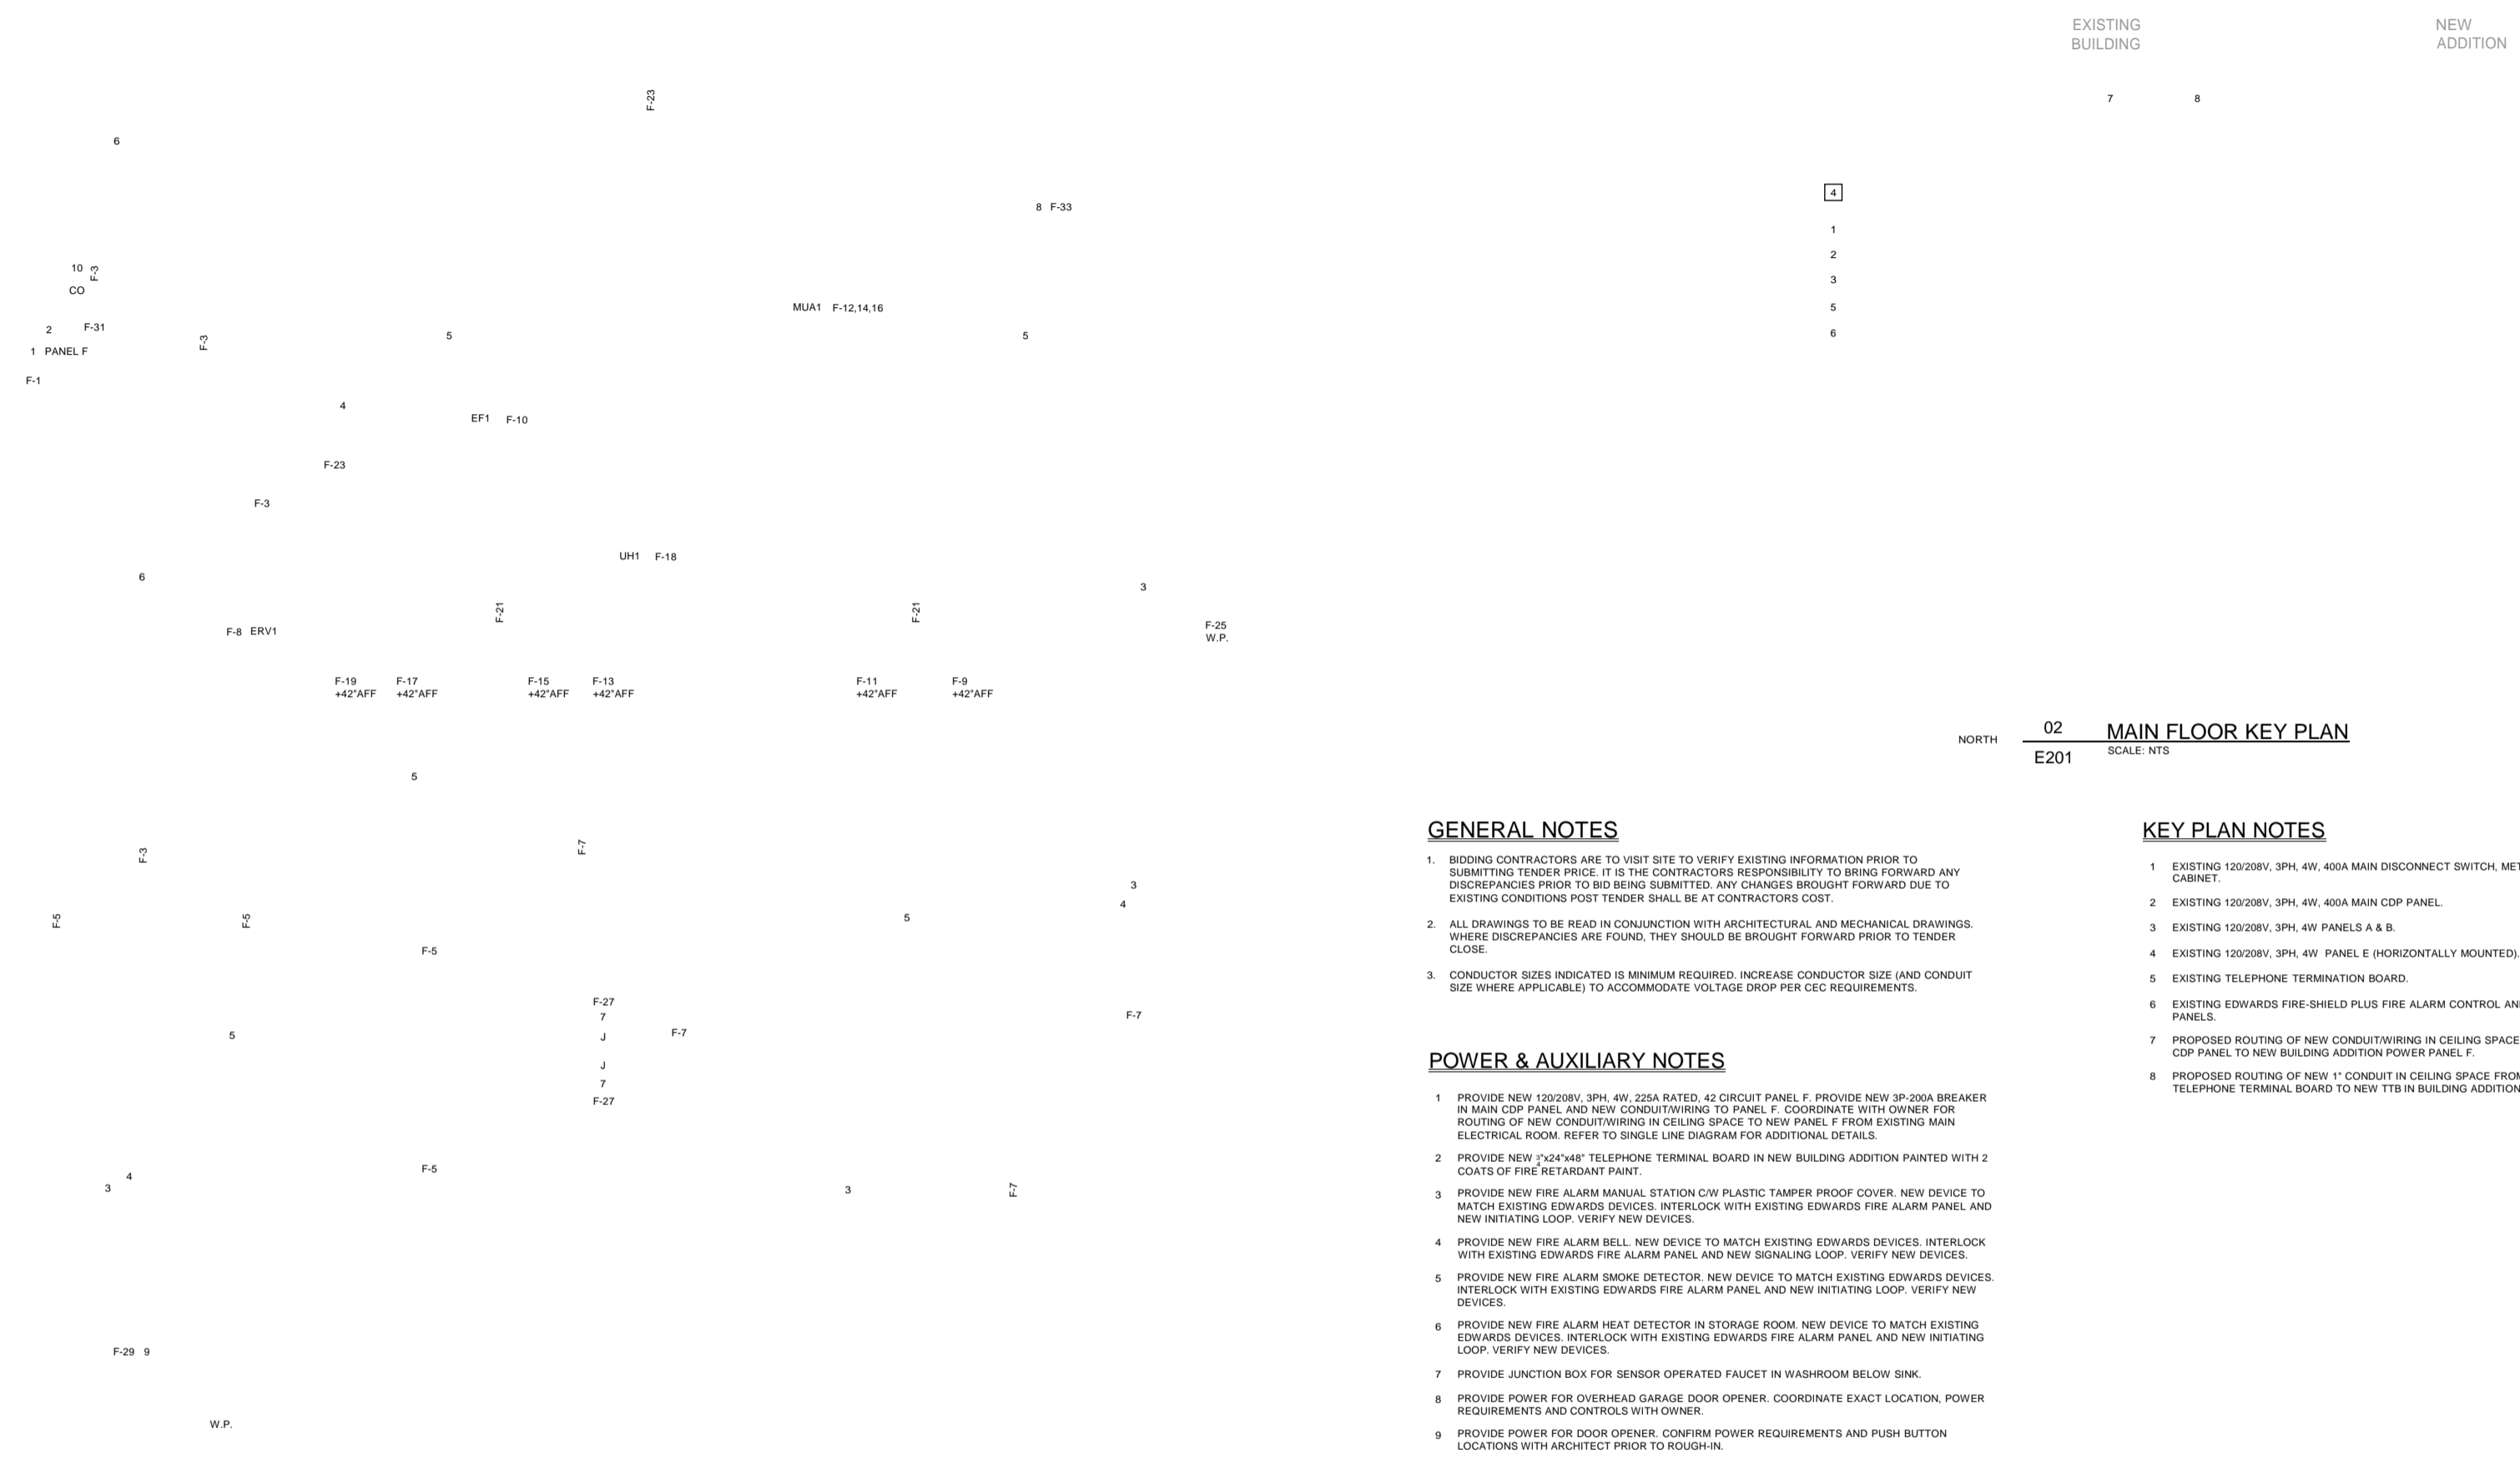 EXISTING
BUILDING
NEW
ADDITION
F-23
7
8
6
4
8 F-33
1
2
10 F-3
3
CO
MUA1 F-12,14,16
5
2 F-31
6
F-3
5
5
1 PANEL F
F-1
4
EF1 F-10
F-23
F-3
UH1 F-18
6
3
F-21
F-21
F-25
W.P.
F-8 ERV1
F-19
+42"AFF
F-17
+42"AFF
F-15
+42"AFF
F-13
+42"AFF
F-11
+42"AFF
F-9
+42"AFF
5
F-3
F-7
3
4
F-5
F-5
5
F-5
F-27
7
J
F-7
F-7
5
J
7
F-27
4
3
F-5
3
F-7
F-29 9
W.P.
NORTH
02
E201
MAIN FLOOR KEY PLAN
SCALE: NTS
GENERAL NOTES
1. BIDDING CONTRACTORS ARE TO VISIT SITE TO VERIFY EXISTING INFORMATION PRIOR TO
SUBMITTING TENDER PRICE. IT IS THE CONTRACTORS RESPONSIBILITY TO BRING FORWARD ANY
DISCREPANCIES PRIOR TO BID BEING SUBMITTED. ANY CHANGES BROUGHT FORWARD DUE TO
EXISTING CONDITIONS POST TENDER SHALL BE AT CONTRACTORS COST.
2. ALL DRAWINGS TO BE READ IN CONJUNCTION WITH ARCHITECTURAL AND MECHANICAL DRAWINGS.
WHERE DISCREPANCIES ARE FOUND, THEY SHOULD BE BROUGHT FORWARD PRIOR TO TENDER
CLOSE.
3. CONDUCTOR SIZES INDICATED IS MINIMUM REQUIRED. INCREASE CONDUCTOR SIZE (AND CONDUIT
SIZE WHERE APPLICABLE) TO ACCOMMODATE VOLTAGE DROP PER CEC REQUIREMENTS.
POWER & AUXILIARY NOTES
1 PROVIDE NEW 120/208V, 3PH, 4W, 225A RATED, 42 CIRCUIT PANEL F. PROVIDE NEW 3P-200A BREAKER
IN MAIN CDP PANEL AND NEW CONDUIT/WIRING TO PANEL F. COORDINATE WITH OWNER FOR
ROUTING OF NEW CONDUIT/WIRING IN CEILING SPACE TO NEW PANEL F FROM EXISTING MAIN
ELECTRICAL ROOM. REFER TO SINGLE LINE DIAGRAM FOR ADDITIONAL DETAILS.
2 PROVIDE NEW 3/4"x24"x48" TELEPHONE TERMINAL BOARD IN NEW BUILDING ADDITION PAINTED WITH 2
COATS OF FIRE RETARDANT PAINT.
3 PROVIDE NEW FIRE ALARM MANUAL STATION C/W PLASTIC TAMPER PROOF COVER. NEW DEVICE TO
MATCH EXISTING EDWARDS DEVICES. INTERLOCK WITH EXISTING EDWARDS FIRE ALARM PANEL AND
NEW INITIATING LOOP. VERIFY NEW DEVICES.
4 PROVIDE NEW FIRE ALARM BELL. NEW DEVICE TO MATCH EXISTING EDWARDS DEVICES. INTERLOCK
WITH EXISTING EDWARDS FIRE ALARM PANEL AND NEW SIGNALING LOOP. VERIFY NEW DEVICES.
5 PROVIDE NEW FIRE ALARM SMOKE DETECTOR. NEW DEVICE TO MATCH EXISTING EDWARDS DEVICES.
INTERLOCK WITH EXISTING EDWARDS FIRE ALARM PANEL AND NEW INITIATING LOOP. VERIFY NEW
DEVICES.
6 PROVIDE NEW FIRE ALARM HEAT DETECTOR IN STORAGE ROOM. NEW DEVICE TO MATCH EXISTING
EDWARDS DEVICES. INTERLOCK WITH EXISTING EDWARDS FIRE ALARM PANEL AND NEW INITIATING
LOOP. VERIFY NEW DEVICES.
7 PROVIDE JUNCTION BOX FOR SENSOR OPERATED FAUCET IN WASHROOM BELOW SINK.
8 PROVIDE POWER FOR OVERHEAD GARAGE DOOR OPENER. COORDINATE EXACT LOCATION, POWER
REQUIREMENTS AND CONTROLS WITH OWNER.
9 PROVIDE POWER FOR DOOR OPENER. CONFIRM POWER REQUIREMENTS AND PUSH BUTTON
LOCATIONS WITH ARCHITECT PRIOR TO ROUGH-IN.
KEY PLAN NOTES
1 EXISTING 120/208V, 3PH, 4W, 400A MAIN DISCONNECT SWITCH,
CABINET.
2 EXISTING 120/208V, 3PH, 4W, 400A MAIN CDP PANEL.
3 EXISTING 120/208V, 3PH, 4W PANELS A & B.
4 EXISTING 120/208V, 3PH, 4W PANEL E (HORIZONTALLY MOUNTED).
5 EXISTING TELEPHONE TERMINATION BOARD.
6 EXISTING EDWARDS FIRE-SHIELD PLUS FIRE ALARM CONTROL
PANELS.
7 PROPOSED ROUTING OF NEW CONDUIT/WIRING IN CEILING SPACE
CDP PANEL TO NEW BUILDING ADDITION POWER PANEL F.
8 PROPOSED ROUTING OF NEW 1" CONDUIT IN CEILING SPACE
TELEPHONE TERMINAL BOARD TO NEW TTB IN BUILDING ADDITION